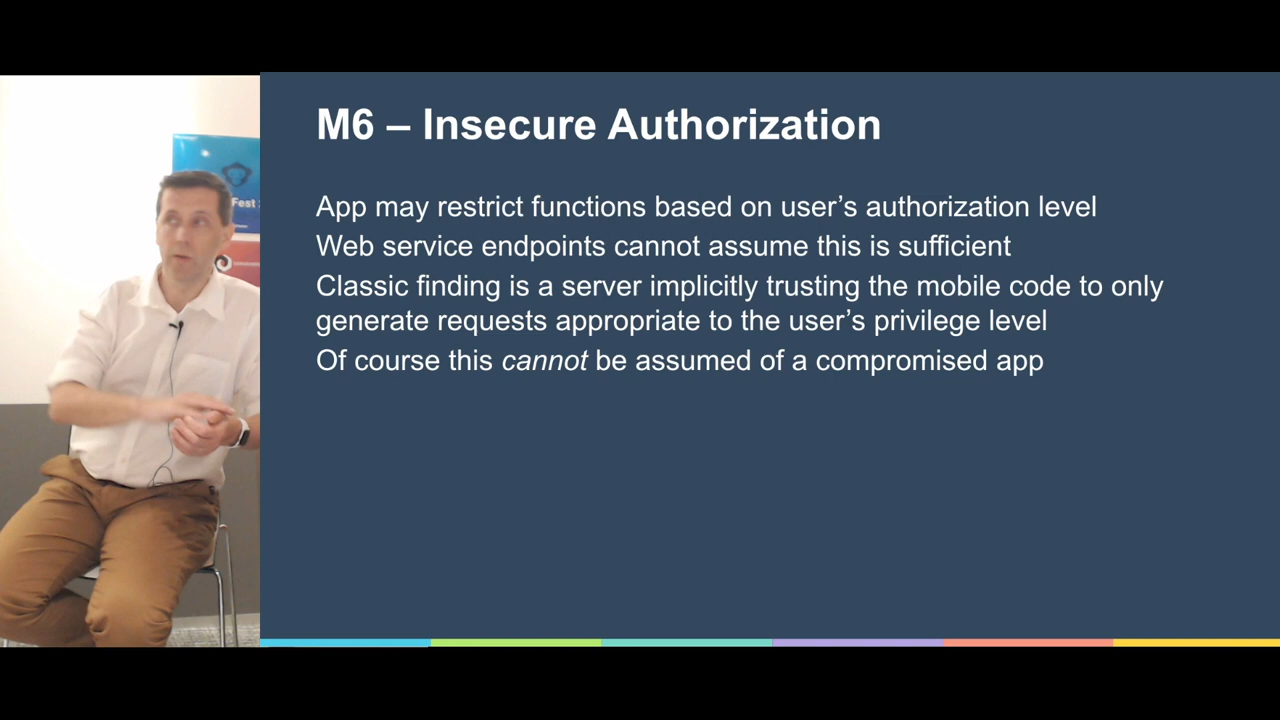 M6 – Insecure Authorization
App may restrict functions based on user’s authorization level
Web service endpoints cannot assume this is sufficient
Classic finding is a server implicitly trusting the mobile code to only
generate requests appropriate to the user’s privilege level
Of course this cannot be assumed of a compromised app
Fest